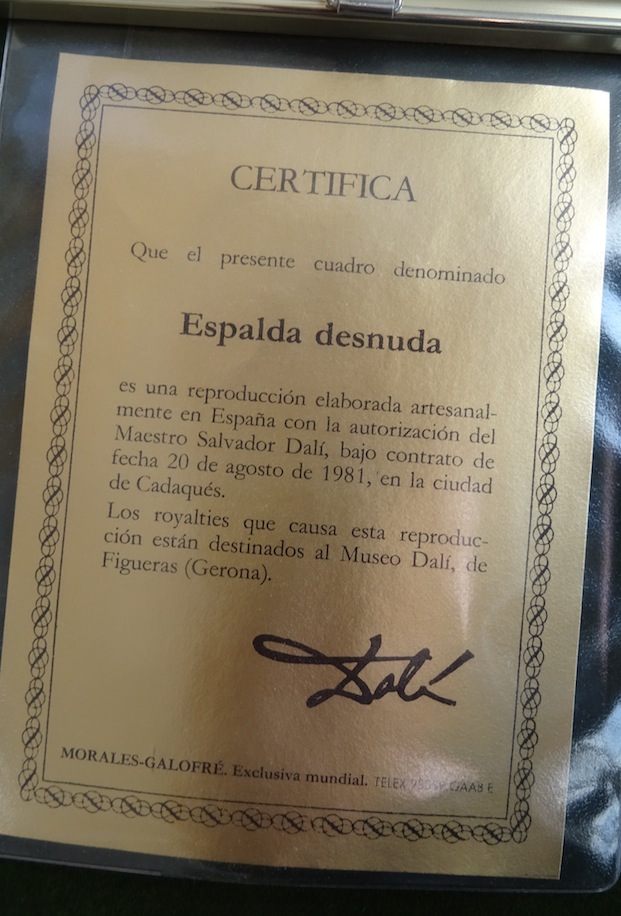 CERTIFICA
Que el presente cuadro denominado
Espalda desnuda
es una reproducción elaborada artesanal-
mente en España con la autorización del
Maestro Salvador Dalí, bajo contrato de
fecha 20 de agosto de 1981, en la ciudad
de Cadaqués.
Los royalties que causa esta reproduc-
ción están destinados al Museo Dalí, de
Figueras (Gerona).
Dalí
MORALES-GALOFRÉ. Exclusiva mundial. TELEX E